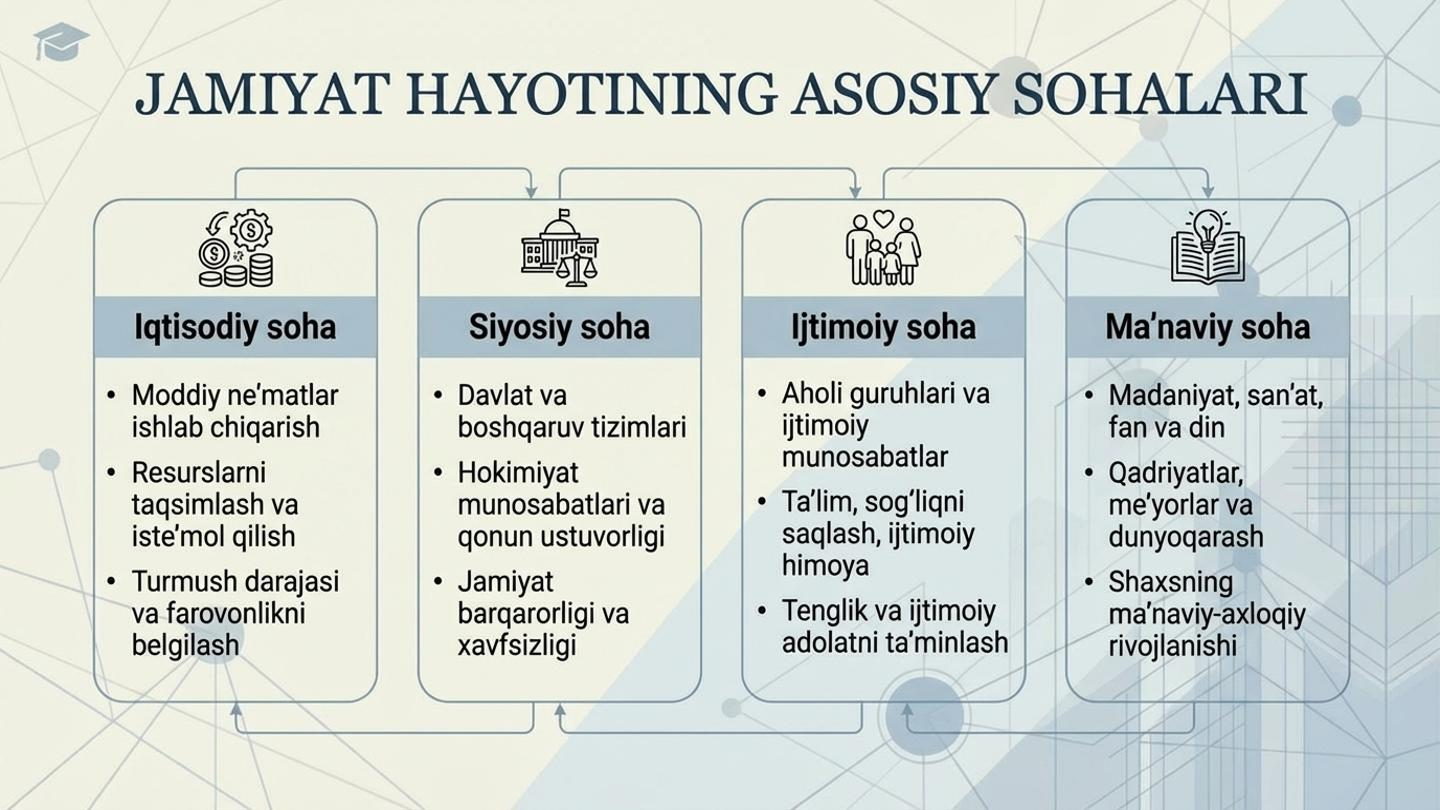 JAMIYAT HAYOTINING ASOSIY SOHALARI
Iqtisodiy soha
• Moddiy ne'matlar
ishlab chiqarish
• Resurslarni
taqsimlash va
iste'mol qilish
• Turmush darajasi
va farovonlikni
belgilash
Siyosiy soha
• Davlat va
boshqaruv tizimlari
• Hokimiyat
munosabatlari va
qonun ustuvorligi
• Jamiyat
barqarorligi va
xavfsizligi
Ijtimoiy soha
• Aholi guruhlari va
ijtimoiy
munosabatlar
• Ta'lim, sog‘liqni
saqlash, ijtimoiy
himoya
• Tenglik va ijtimoiy
adolatni ta'minlash
Ma'naviy soha
• Madaniyat, san'at,
fan va din
• Qadriyatlar,
me'yorlar va
dunyoqarash
• Shaxsning
ma'naviy-axloqiy
rivojlanishi